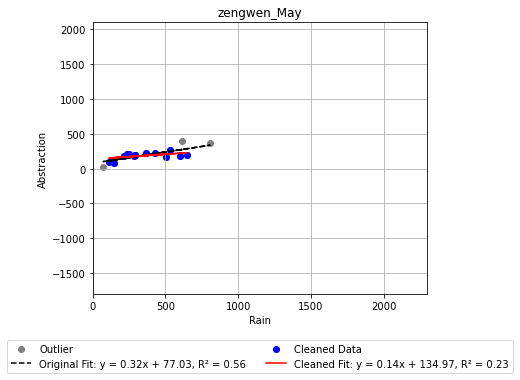 zengwen_May
2000
1500
1000
500
0
−500
−1000
−1500
Abstraction
0 500 1000 1500 2000
Rain
Outlier Cleaned Data
Original Fit: y = 0.32x + 77.03, R² = 0.56 Cleaned Fit: y = 0.14x + 134.97, R² = 0.23